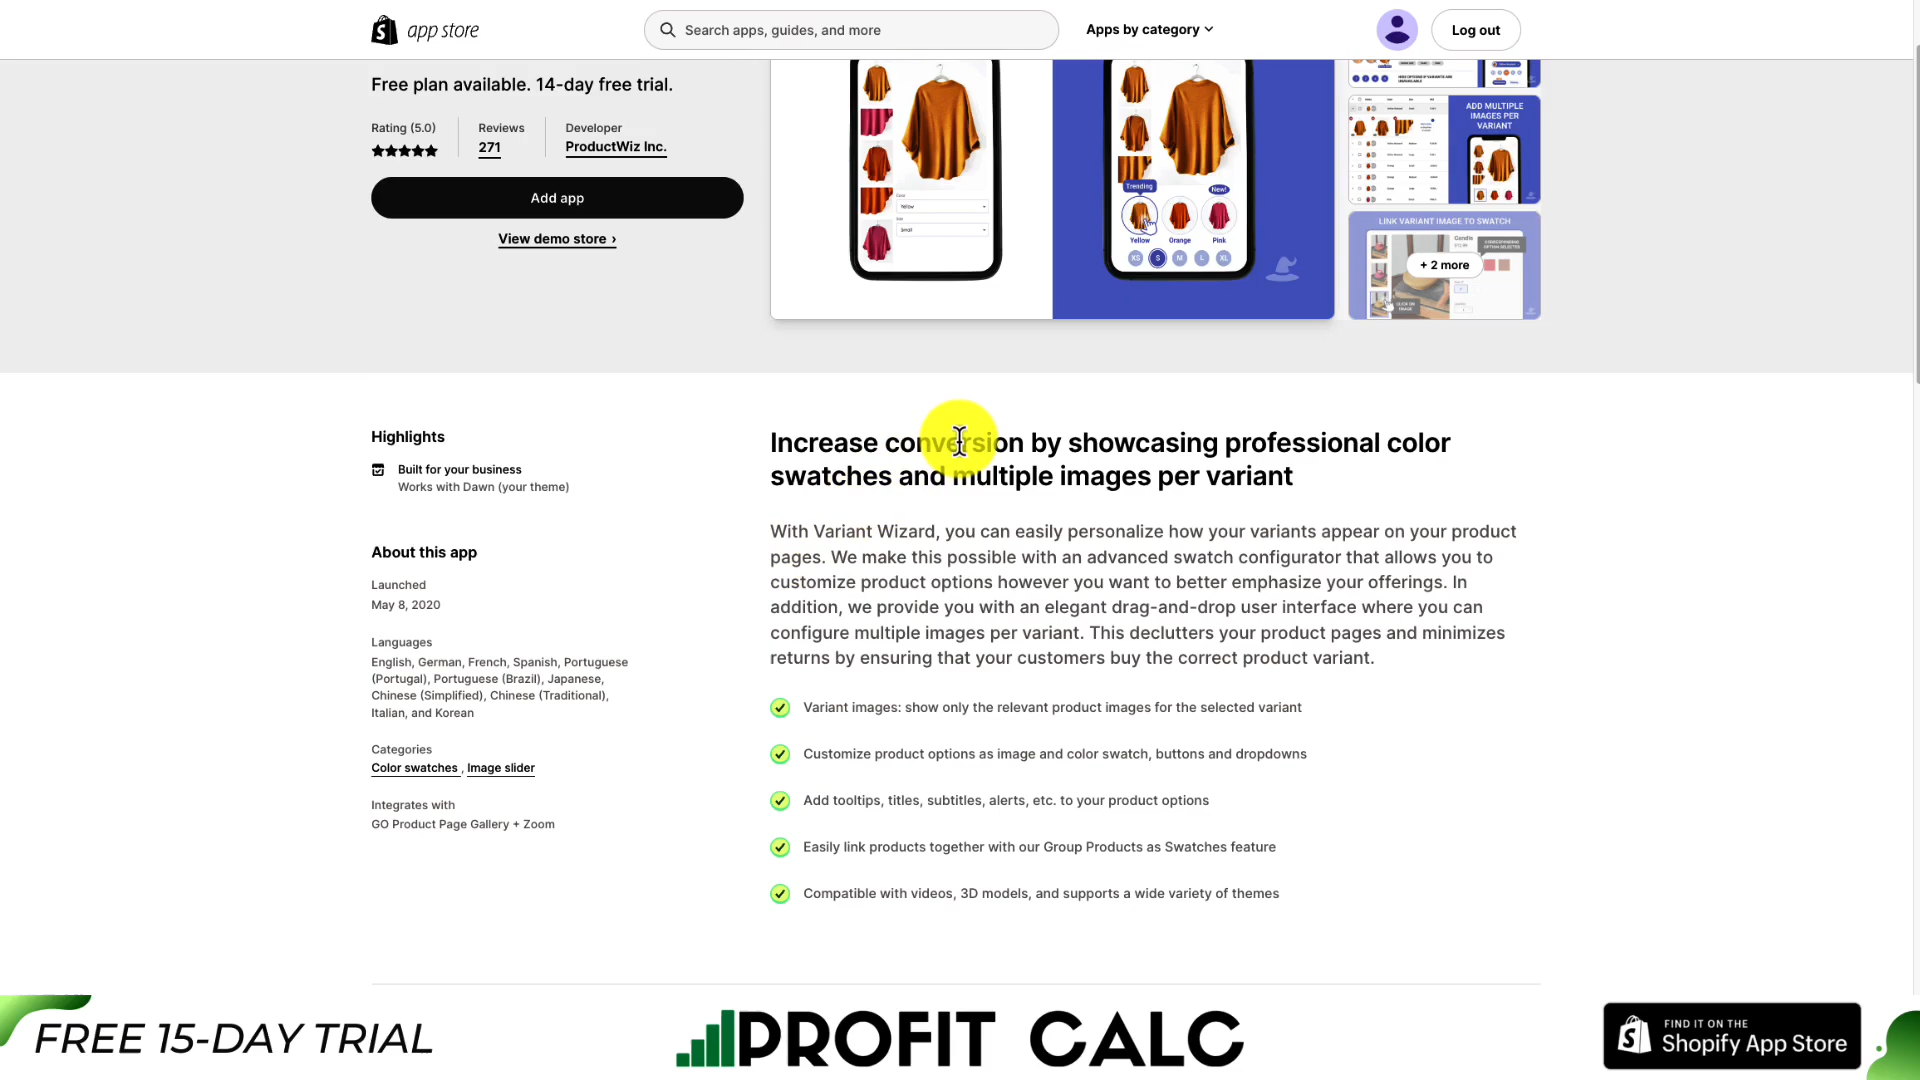 app store
Search apps, guides, and more
Apps by category
Log out
Free plan available. 14-day free trial.
Rating (5.0)
Reviews
271
Developer
ProductWiz Inc.
Add app
View demo store ›
Color
Yellow
Size
Small
Trending
New!
Yellow
Orange
Pink
XS
S
M
L
XL
ADD MULTIPLE
IMAGES PER
VARIANT
LINK VARIANT IMAGE TO SWATCH
+ 2 more
Highlights
Built for your business
Works with Dawn (your theme)
About this app
Launched
May 8, 2020
Languages
English, German, French, Spanish, Portuguese
(Portugal), Portuguese (Brazil), Japanese,
Chinese (Simplified), Chinese (Traditional),
Italian, and Korean
Categories
Color swatches , Image slider
Integrates with
GO Product Page Gallery + Zoom
Increase conversion by showcasing professional color
swatches and multiple images per variant
With Variant Wizard, you can easily personalize how your variants appear on your product
pages. We make this possible with an advanced swatch configurator that allows you to
customize product options however you want to better emphasize your offerings. In
addition, we provide you with an elegant drag-and-drop user interface where you can
configure multiple images per variant. This declutters your product pages and minimizes
returns by ensuring that your customers buy the correct product variant.
Variant images: show only the relevant product images for the selected variant
Customize product options as image and color swatch, buttons and dropdowns
Add tooltips, titles, subtitles, alerts, etc. to your product options
Easily link products together with our Group Products as Swatches feature
Compatible with videos, 3D models, and supports a wide variety of themes
FREE 15-DAY TRIAL
PROFIT CALC
FIND IT ON THE
Shopify App Store